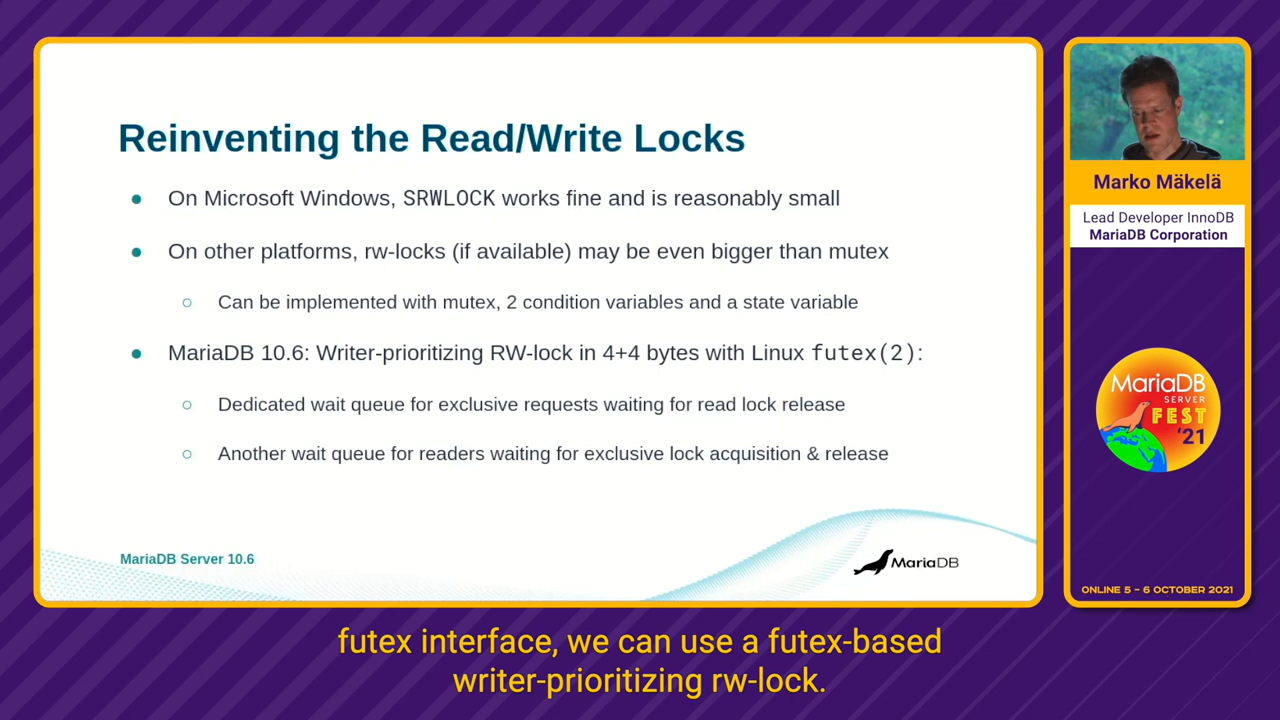 Reinventing the Read/Write Locks
● On Microsoft Windows, SRWLOCK works fine and is reasonably small
● On other platforms, rw-locks (if available) may be even bigger than mutex
○ Can be implemented with mutex, 2 condition variables and a state variable
● MariaDB 10.6: Writer-prioritizing RW-lock in 4+4 bytes with Linux futex(2):
○ Dedicated wait queue for exclusive requests waiting for read lock release
○ Another wait queue for readers waiting for exclusive lock acquisition & release
MariaDB Server 10.6
MariaDB
Marko Mäkelä
Lead Developer InnoDB
MariaDB Corporation
MariaDB
SERVER
FEST
'21
ONLINE 5 - 6 OCTOBER 2021
futex interface, we can use a futex-based
writer-prioritizing rw-lock.